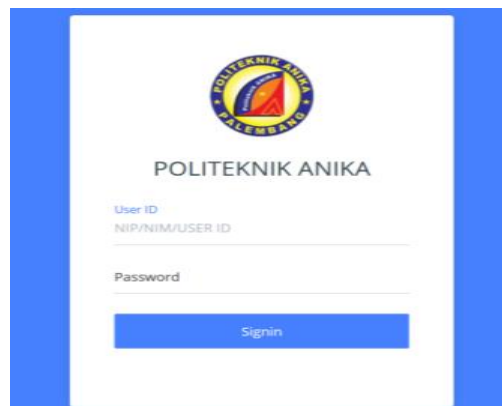 POLITEKNIK ANIKA
PALEMBANG
POLITEKNIK ANIKA
User ID
NIP/NIM/USER ID
Password
Signin